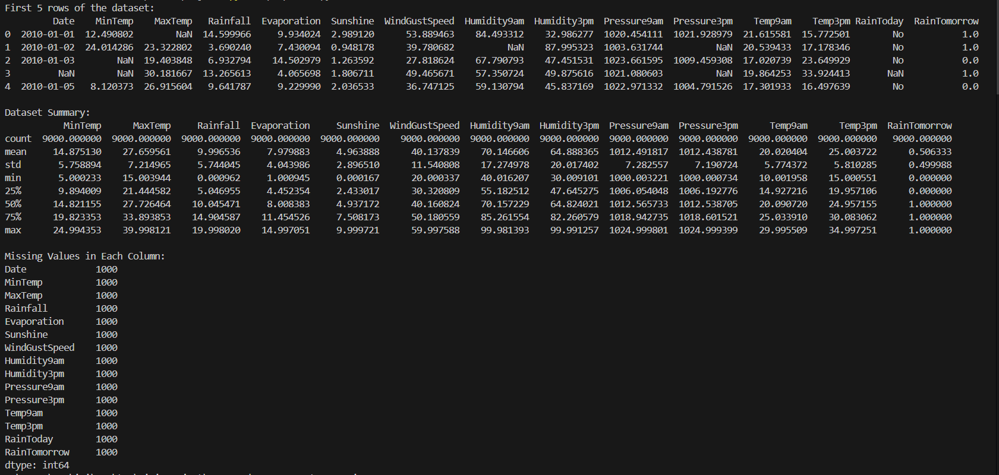 First 5 rows of the dataset:
Date MinTemp MaxTemp Rainfall Evaporation Sunshine WindGustSpeed Humidity9am Humidity3pm Pressure9am Pressure3pm Temp9am Temp3pm RainToday RainTomorrow
0 2010-01-01 12.490802 NaN 14.599966 9.934024 2.989120 53.889463 84.493312 32.986277 1020.454111 1021.928979 21.615581 15.772501 No 1.0
1 2010-01-02 24.014286 23.322802 3.690240 7.430094 0.948178 39.780682 NaN 87.995323 1003.631744 NaN 20.539433 17.178346 No 1.0
2 2010-01-03 NaN 19.403848 6.932794 14.502979 1.263592 27.818624 67.790793 47.451531 1023.661595 1009.459308 17.020739 23.649929 No 0.0
3 NaN NaN 30.181667 13.265613 4.065698 1.806711 49.465671 57.350724 49.875616 1021.080603 NaN 19.864253 33.924413 NaN 1.0
4 2010-01-05 8.120373 26.915604 9.641787 9.229990 2.036533 36.747125 59.130794 45.837169 1022.971332 1004.791526 17.301933 16.497639 No 0.0
Dataset Summary:
MinTemp MaxTemp Rainfall Evaporation Sunshine WindGustSpeed Humidity9am Humidity3pm Pressure9am Pressure3pm Temp9am Temp3pm RainTomorrow
count 9000.000000 9000.000000 9000.000000 9000.000000 9000.000000 9000.000000 9000.000000 9000.000000 9000.000000 9000.000000 9000.000000 9000.000000 9000.000000
mean 14.875130 27.659561 9.996536 7.979883 4.963888 40.137839 70.146606 64.888365 1012.491817 1012.438781 20.020404 25.003722 0.506333
std 5.758894 7.214965 5.744045 4.043986 2.896510 11.540808 17.274978 20.017402 7.282557 7.190724 5.774372 5.810285 0.499988
min 5.000233 15.003944 0.000962 1.000945 0.000167 20.000337 40.016207 30.009101 1000.003221 1000.000734 10.001958 15.000551 0.000000
25% 9.894009 21.444582 5.046955 4.452354 2.433017 30.320809 55.182512 47.645275 1006.054048 1006.192776 14.927216 19.957106 0.000000
50% 14.821155 27.726464 10.045471 8.008383 4.937172 40.160824 70.157229 64.824021 1012.565733 1012.538705 20.090720 24.957155 1.000000
75% 19.823353 33.893853 14.904587 11.454526 7.508173 50.180559 85.261554 82.260579 1018.942735 1018.601521 25.033910 30.083062 1.000000
max 24.994353 39.998121 19.998020 14.997051 9.999721 59.997588 99.981393 99.991257 1024.999801 1024.999399 29.995509 34.997251 1.000000
Missing Values in Each Column:
Date 1000
MinTemp 1000
MaxTemp 1000
Rainfall 1000
Evaporation 1000
Sunshine 1000
WindGustSpeed 1000
Humidity9am 1000
Humidity3pm 1000
Pressure9am 1000
Pressure3pm 1000
Temp9am 1000
Temp3pm 1000
RainToday 1000
RainTomorrow 1000
dtype: int64